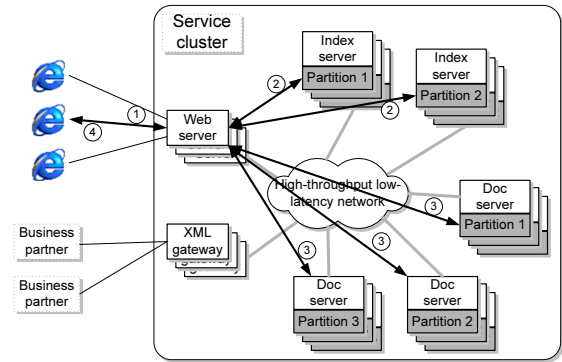 Service
cluster
Index
server
Partition 1
Index
server
Partition 2
2
2
1
4
Web
server
High-throughput low-
latency network
Doc
server
Partition 1
3
3
3
XML
gateway
gateway
Business
partner
Business
partner
Doc
server
Partition 3
Doc
server
Partition 2